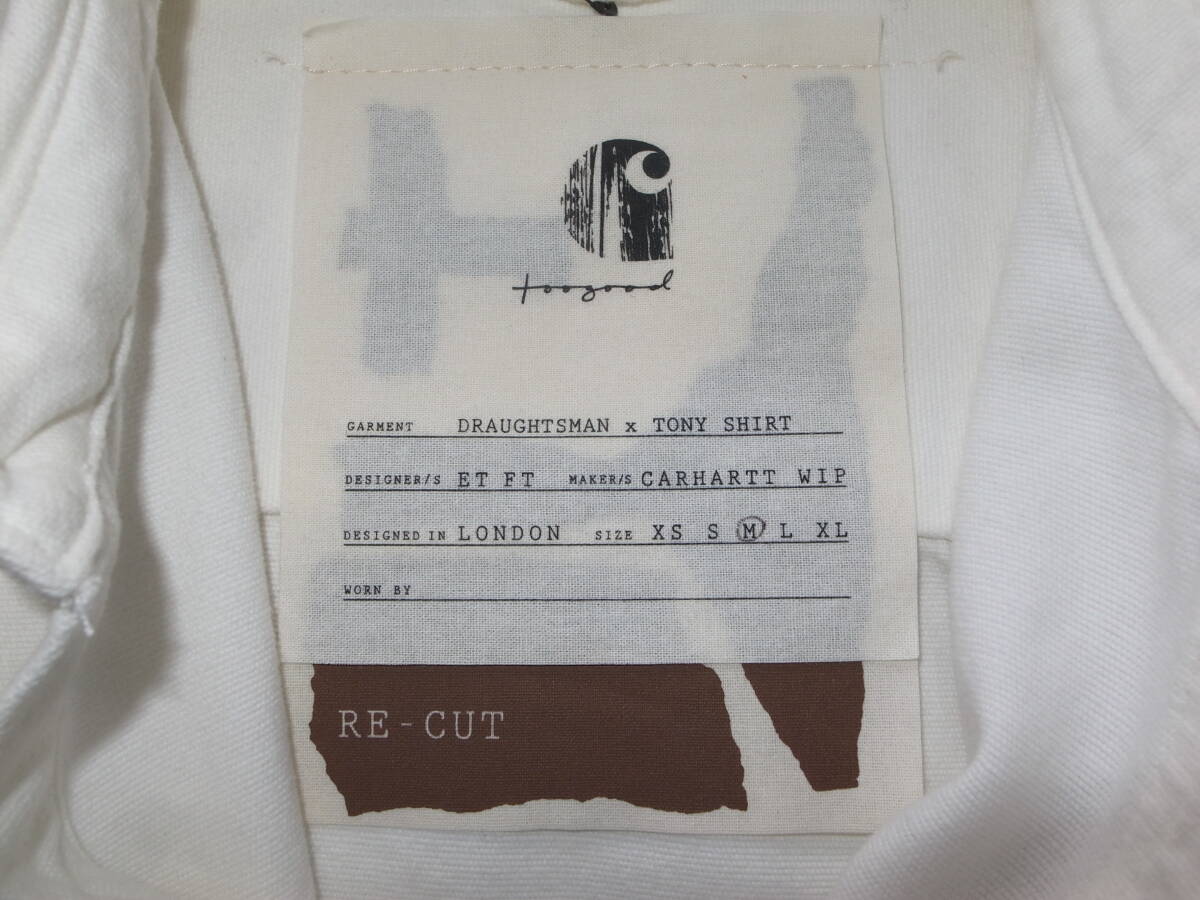 toogood
GARMENT DRAUGHTSMAN x TONY SHIRT
DESIGNER/S ET FT MAKER/S CARHARTT WIP
DESIGNED IN LONDON SIZE XS S M L XL
WORN BY
RE-CUT